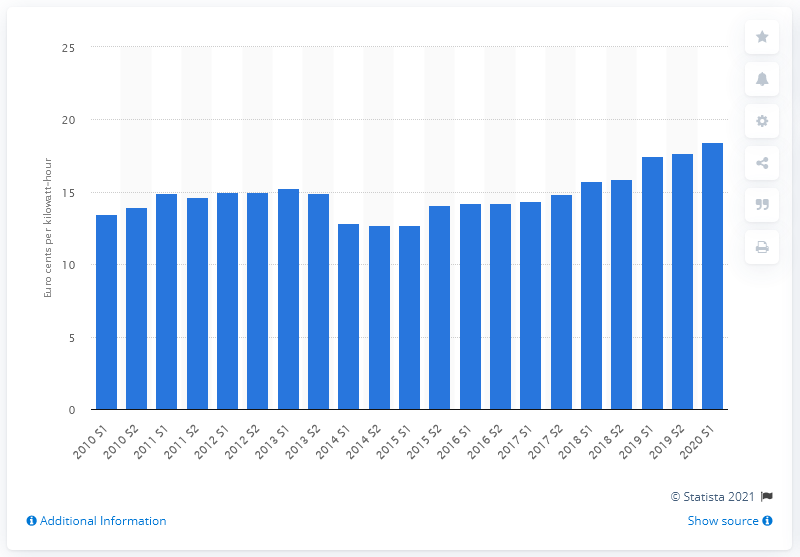 25
20
15
10
5
0
Euro cents per kilowatt-hour
2010 S1
2010 S2
2011 S1
2011 S2
2012 S1
2012 S2
2013 S1
2013 S2
2014 S1
2014 S2
2015 S1
2015 S2
2016 S1
2016 S2
2017 S1
2017 S2
2018 S1
2018 S2
2019 S1
2019 S2
2020 S1
© Statista 2021
Additional Information
Show source